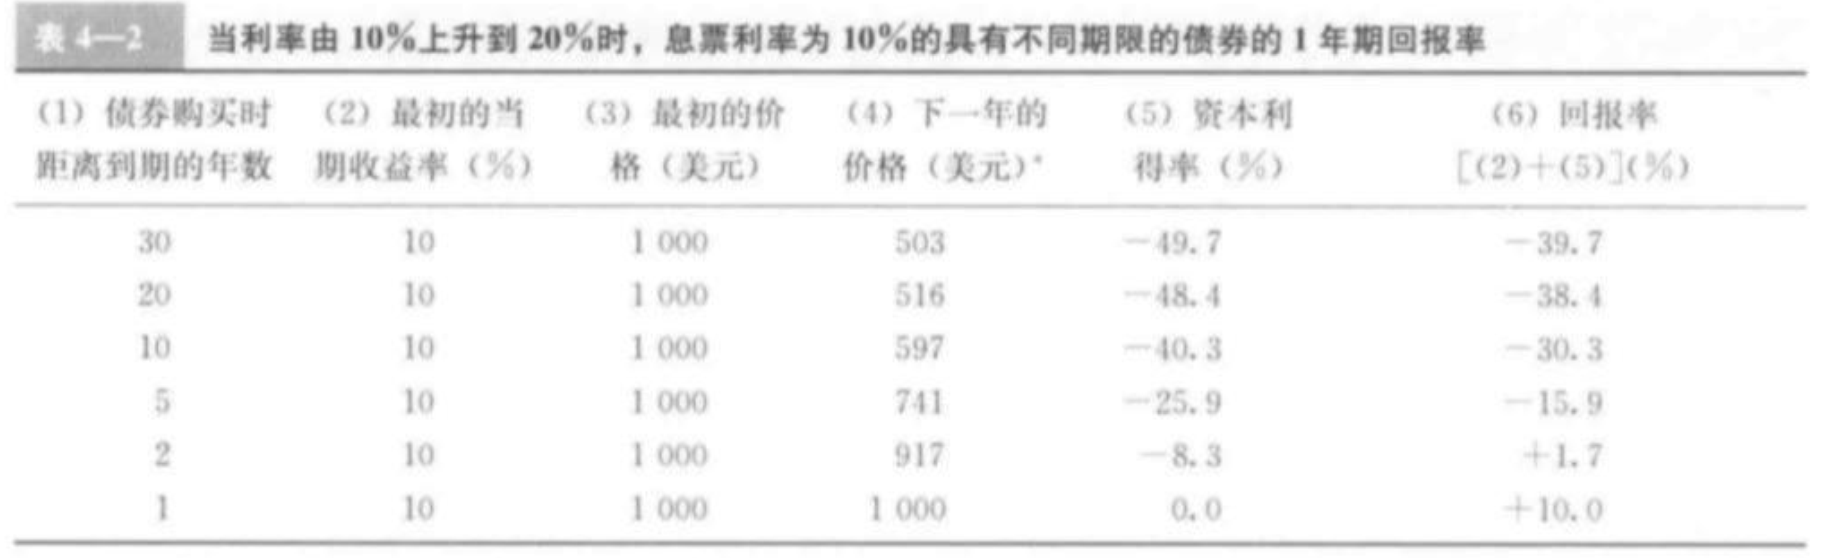 表 4—2 当利率由 10%上升到 20%时，息票利率为 10%的具有不同期限的债券的 1 年期回报率
(1) 债券购买时 (2) 最初的当 (3) 最初的价 (4) 下一年的 (5) 资本利 (6) 回报率
距离到期的年数 期收益率（%） 格（美元） 价格（美元）* 得率（%） [(2)+(5)](%)
30 10 1 000 503 -49.7 -39.7
20 10 1 000 516 -48.4 -38.4
10 10 1 000 597 -40.3 -30.3
5 10 1 000 741 -25.9 -15.9
2 10 1 000 917 -8.3 +1.7
1 10 1 000 1 000 0.0 +10.0